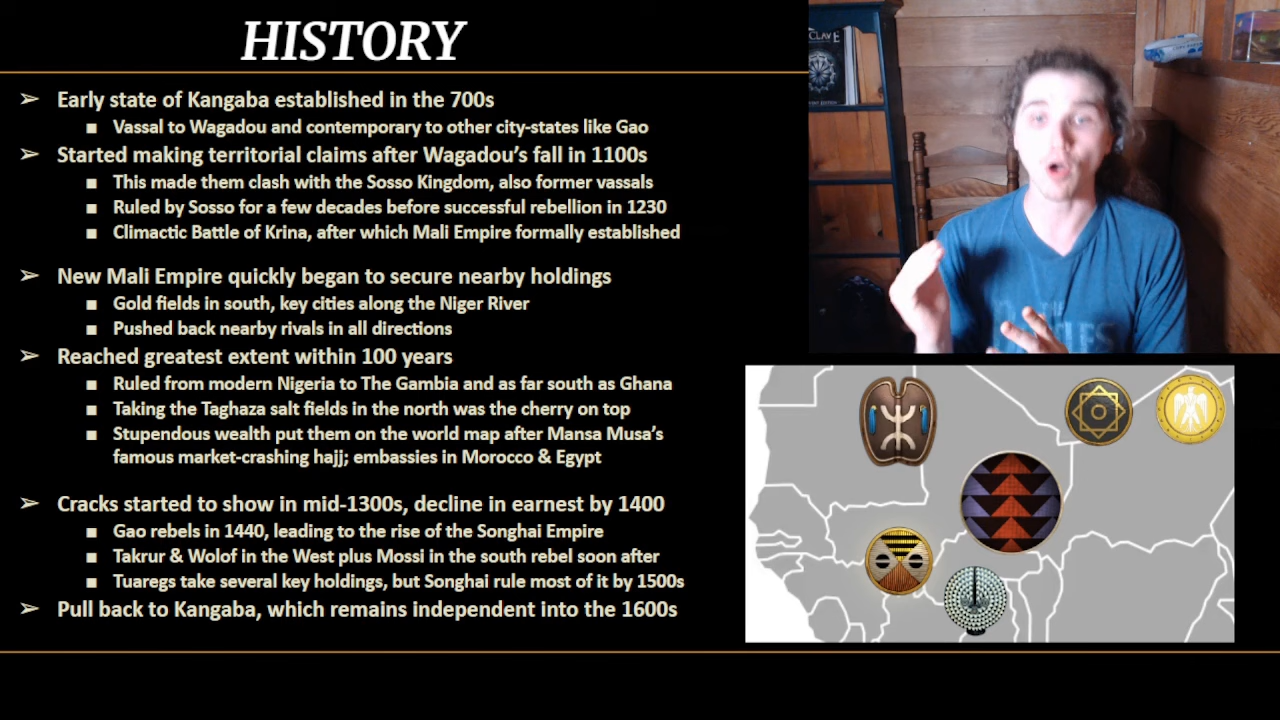 HISTORY
➢ Early state of Kangaba established in the 700s
▪ Vassal to Wagadou and contemporary to other city-states like Gao
➢ Started making territorial claims after Wagadou's fall in 1100s
▪ This made them clash with the Sosso Kingdom, also former vassals
▪ Ruled by Sosso for a few decades before successful rebellion in 1230
▪ Climactic Battle of Krina, after which Mali Empire formally established
➢ New Mali Empire quickly began to secure nearby holdings
▪ Gold fields in south, key cities along the Niger River
▪ Pushed back nearby rivals in all directions
➢ Reached greatest extent within 100 years
▪ Ruled from modern Nigeria to The Gambia and as far south as Ghana
▪ Taking the Taghaza salt fields in the north was the cherry on top
▪ Stupendous wealth put them on the world map after Mansa Musa's
famous market-crashing hajj; embassies in Morocco & Egypt
➢ Cracks started to show in mid-1300s, decline in earnest by 1400
▪ Gao rebels in 1440, leading to the rise of the Songhai Empire
▪ Takrur & Wolof in the West plus Mossi in the south rebel soon after
▪ Tuaregs take several key holdings, but Songhai rule most of it by 1500s
➢ Pull back to Kangaba, which remains independent into the 1600s